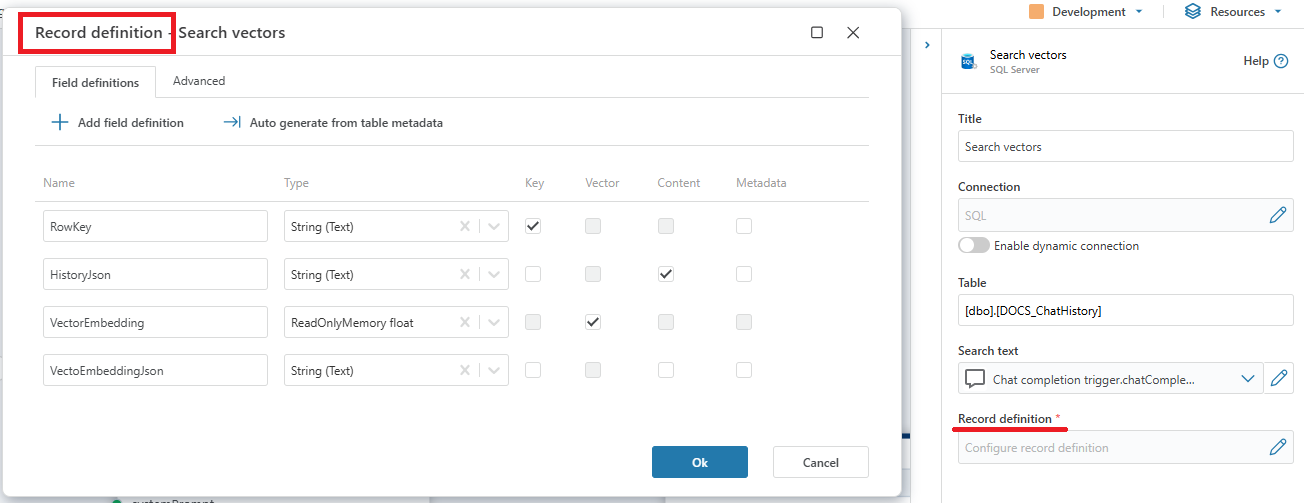 Development
Resources
Record definition - Search vectors
Field definitions
Advanced
Add field definition
Auto generate from table metadata
Name Type Key Vector Content Metadata
RowKey String (Text)
HistoryJson String (Text)
VectorEmbedding ReadOnlyMemory float
VectoEmbeddingJson String (Text)
Ok
Cancel
Search vectors
SQL Server
Help
Title
Search vectors
Connection
SQL
Enable dynamic connection
Table
[dbo].[DOCS_ChatHistory]
Search text
Chat completion trigger.chatComple...
Record definition *
Configure record definition